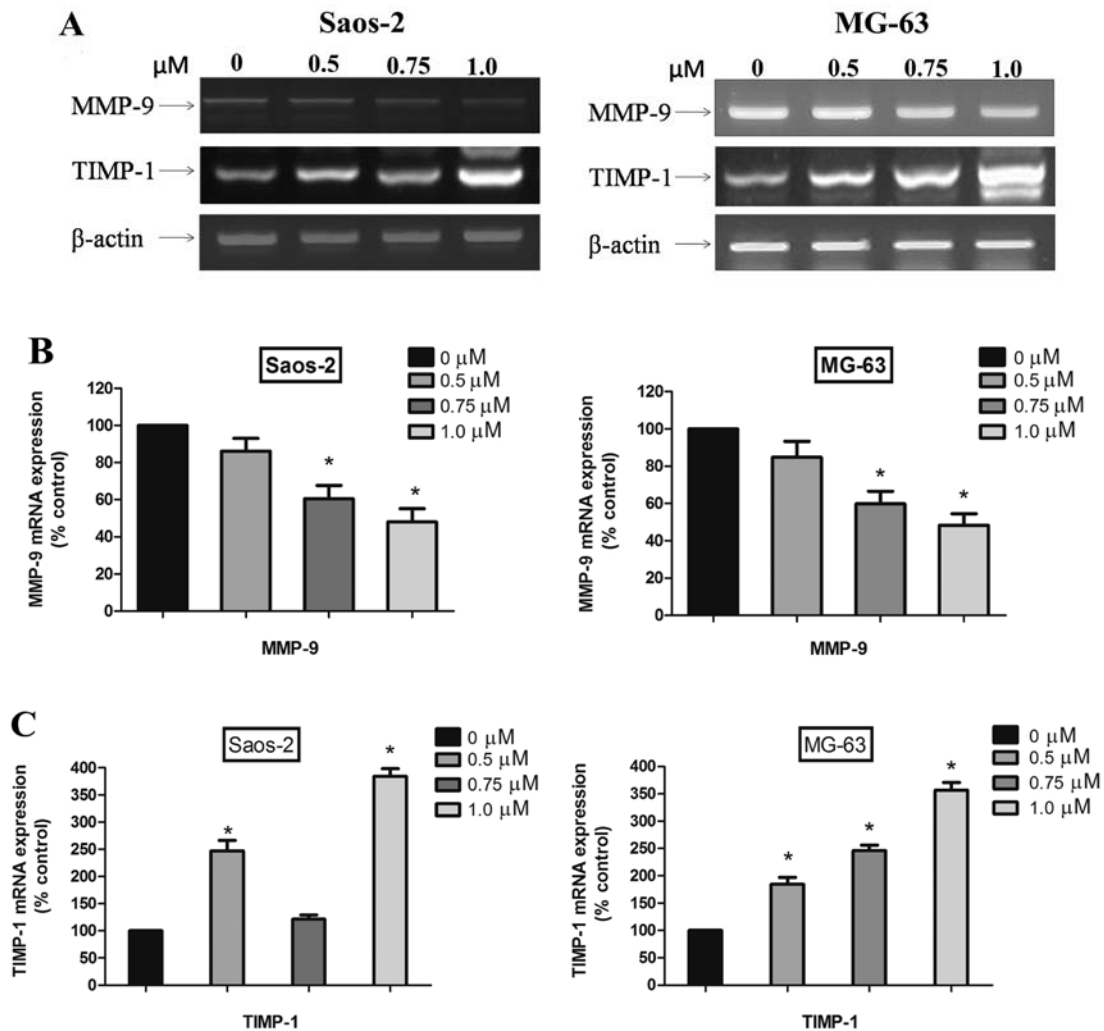 A
Saos-2
MG-63
µM 0 0.5 0.75 1.0
µM 0 0.5 0.75 1.0
MMP-9
MMP-9
TIMP-1
TIMP-1
β-actin
β-actin
B
Saos-2
0 µM
0.5 µM
0.75 µM
1.0 µM
MMP-9 mRNA expression
(% control)
120
100
80
60
40
20
0
*
*
MMP-9
MG-63
0 µM
0.5 µM
0.75 µM
1.0 µM
MMP-9 mRNA expression
(% control)
120
100
80
60
40
20
0
*
*
MMP-9
C
Saos-2
0 µM
0.5 µM
0.75 µM
1.0 µM
TIMP-1 mRNA expression
(% control)
400
350
300
250
200
150
100
50
0
*
*
TIMP-1
MG-63
0 µM
0.5 µM
0.75 µM
1.0 µM
TIMP-1 mRNA expression
(% control)
400
350
300
250
200
150
100
50
0
*
*
*
TIMP-1